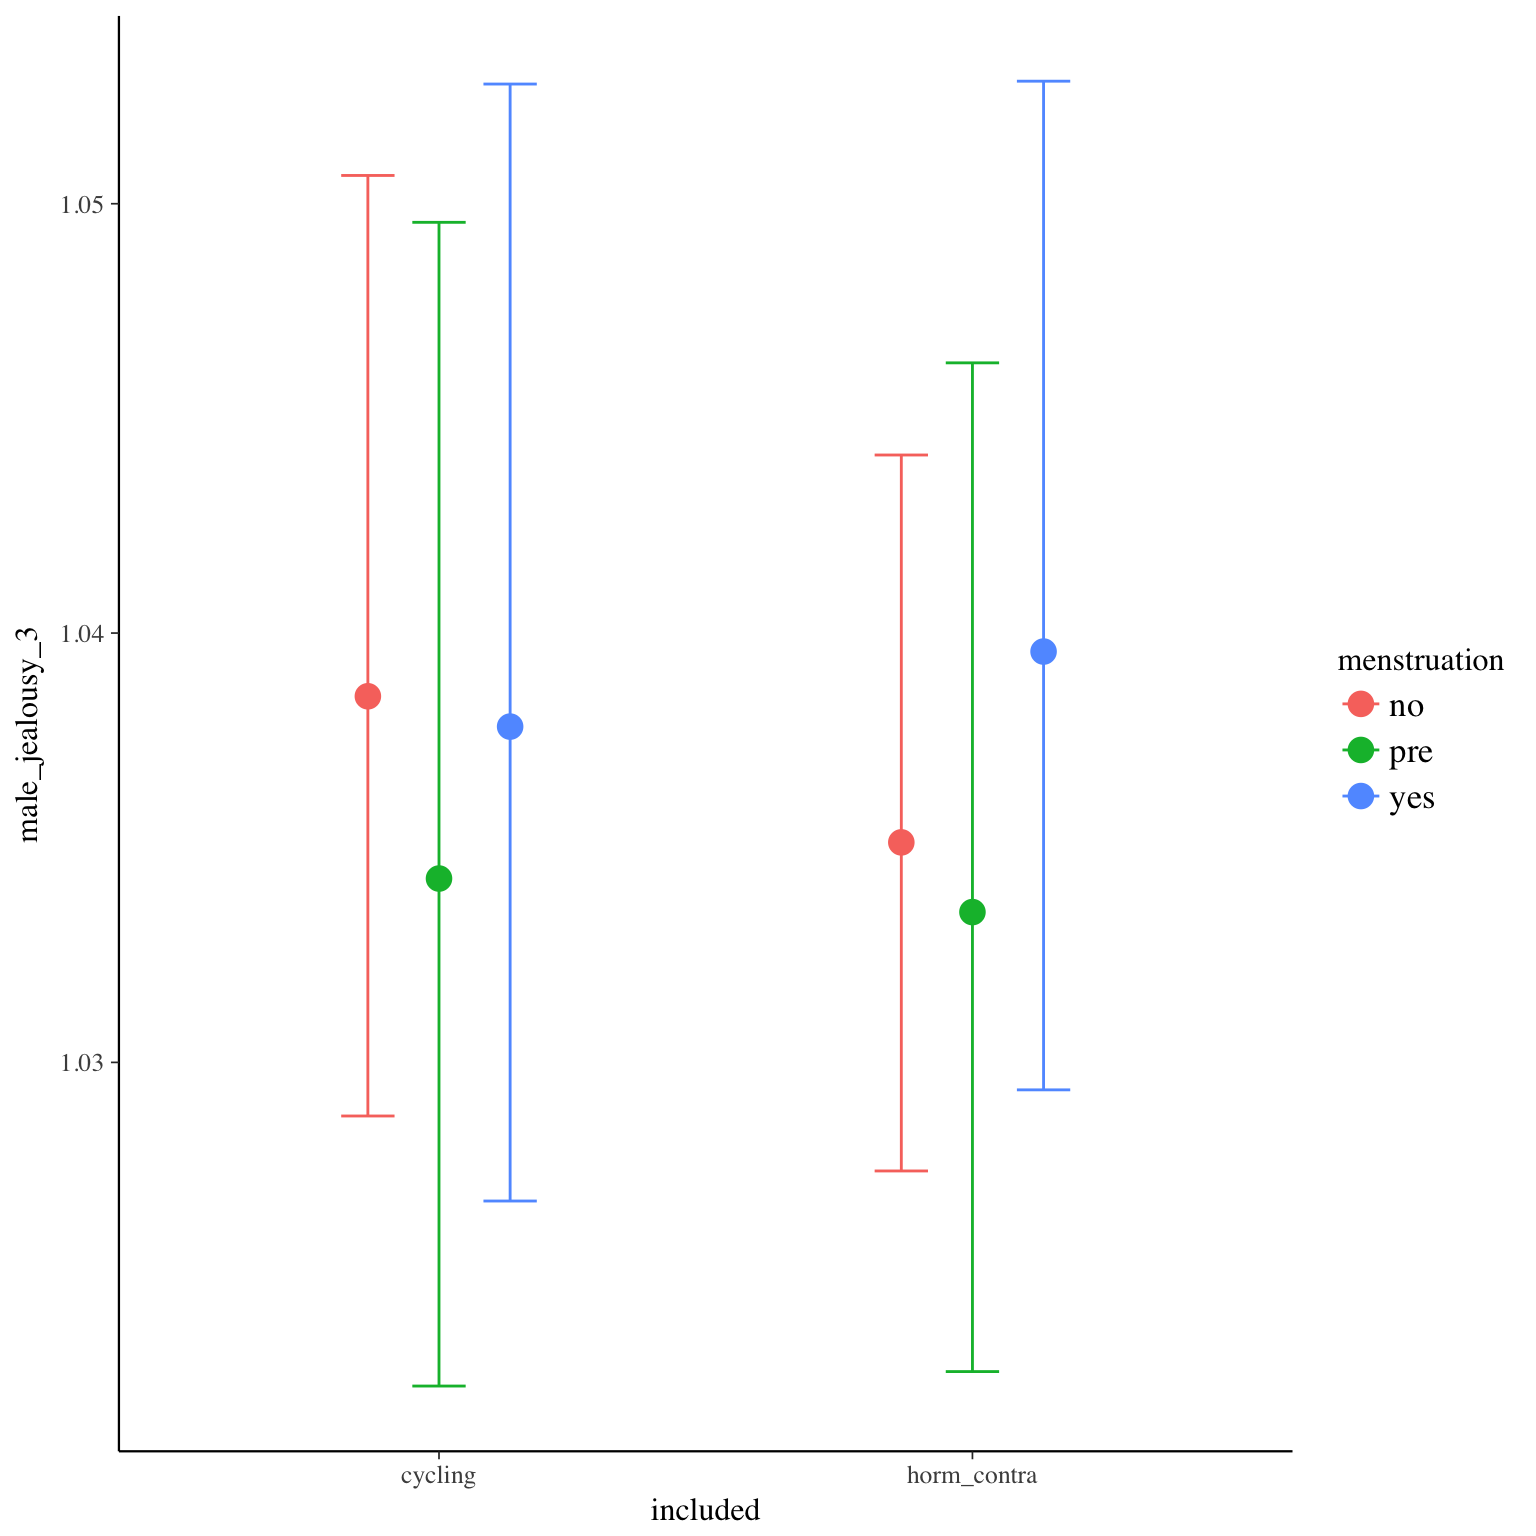 male_jealousy_3
1.05
1.04
1.03
cycling
horm_contra
included
menstruation
no
pre
yes